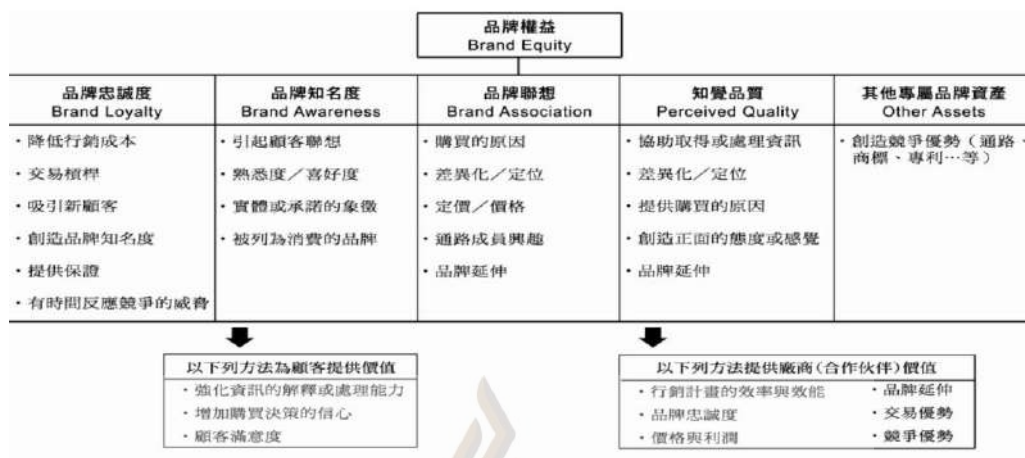 品牌權益
Brand Equity
品牌忠誠度
Brand Loyalty
・降低行銷成本
・交易槓桿
・吸引新顧客
・創造品牌知名度
・提供保證
・有時間反應競爭的威脅
品牌知名度
Brand Awareness
・引起顧客聯想
・熟悉度／喜好度
・實體或承諾的象徵
・被列為消費的品牌
品牌聯想
Brand Association
・購買的原因
・差異化／定位
・定價／價格
・通路成員興趣
・品牌延伸
知覺品質
Perceived Quality
・協助取得或處理資訊
・差異化／定位
・提供購買的原因
・創造正面的態度或感覺
・品牌延伸
其他專屬品牌資產
Other Assets
・創造競爭優勢（通路、
商標、專利…等）
以下列方法為顧客提供價值
・強化資訊的解釋或處理能力
・增加購買決策的信心
・顧客滿意度
以下列方法提供廠商(合作伙伴)價值
・行銷計畫的效率與效能
・品牌忠誠度
・價格與利潤
・品牌延伸
・交易優勢
・競爭優勢